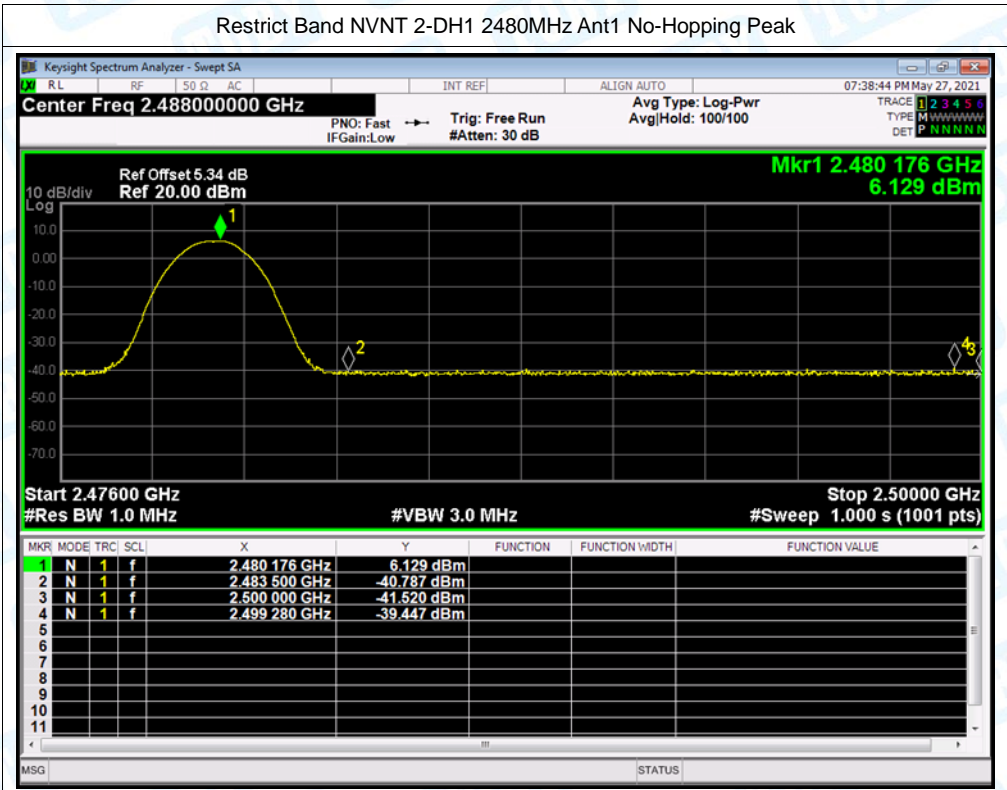 Restrict Band NVNT 2-DH1 2480MHz Ant1 No-Hopping Peak
Keysight Spectrum Analyzer - Swept SA
LXI RL RF 50 Ω AC INT REF ALIGN AUTO 07:38:44 PM May 27, 2021
Center Freq 2.488000000 GHz Avg Type: Log-Pwr TRACE 1 2 3 4 5 6
PNO: Fast Trig: Free Run Avg|Hold: 100/100 TYPE M WWWWW
IFGain:Low #Atten: 30 dB DET P N N N N N
Mkr1 2.480 176 GHz
6.129 dBm
Ref Offset 5.34 dB
10 dB/div Ref 20.00 dBm
Log
10.0
0.00
-10.0
-20.0
-30.0
-40.0
-50.0
-60.0
-70.0
1
2
4
3
Start 2.47600 GHz Stop 2.50000 GHz
#Res BW 1.0 MHz #VBW 3.0 MHz #Sweep 1.000 s (1001 pts)
MKR MODE TRC SCL X Y FUNCTION FUNCTION WIDTH FUNCTION VALUE
1 N 1 f 2.480 176 GHz 6.129 dBm
2 N 1 f 2.483 500 GHz -40.787 dBm
3 N 1 f 2.500 000 GHz -41.520 dBm
4 N 1 f 2.499 280 GHz -39.447 dBm
5
6
7
8
9
10
11
MSG STATUS